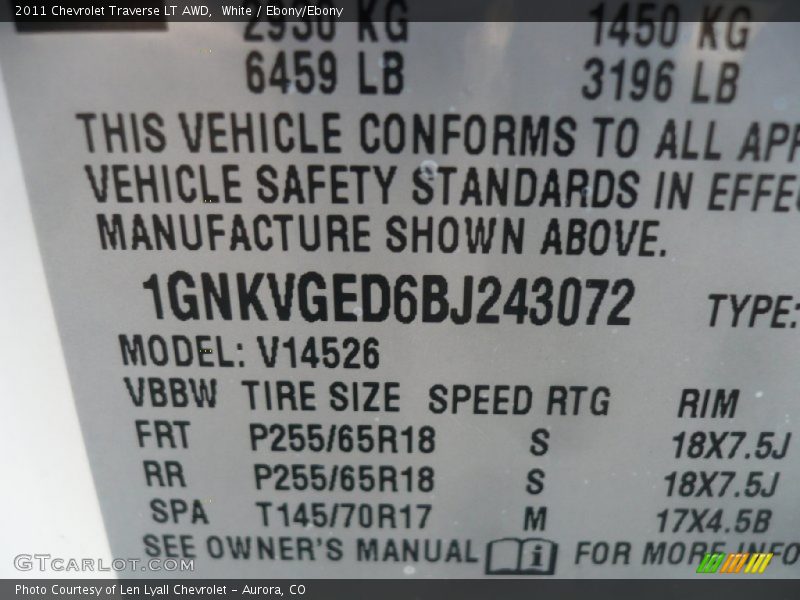 2011 Chevrolet Traverse LT AWD, White / Ebony/Ebony
2930 KG 1450 KG
6459 LB 3196 LB
THIS VEHICLE CONFORMS TO ALL
VEHICLE SAFETY STANDARDS IN
MANUFACTURE SHOWN ABOVE.
1GNKVGED6BJ243072 TYPE:
MODEL: V14526
VBBW TIRE SIZE SPEED RTG RIM
FRT P255/65R18 S 18X7.5J
RR P255/65R18 S 18X7.5J
SPA T145/70R17 M 17X4.5B
SEE OWNER'S MANUAL i FOR MORE INFO
GTCarLot.com
Photo Courtesy of Len Lyall Chevrolet - Aurora, CO